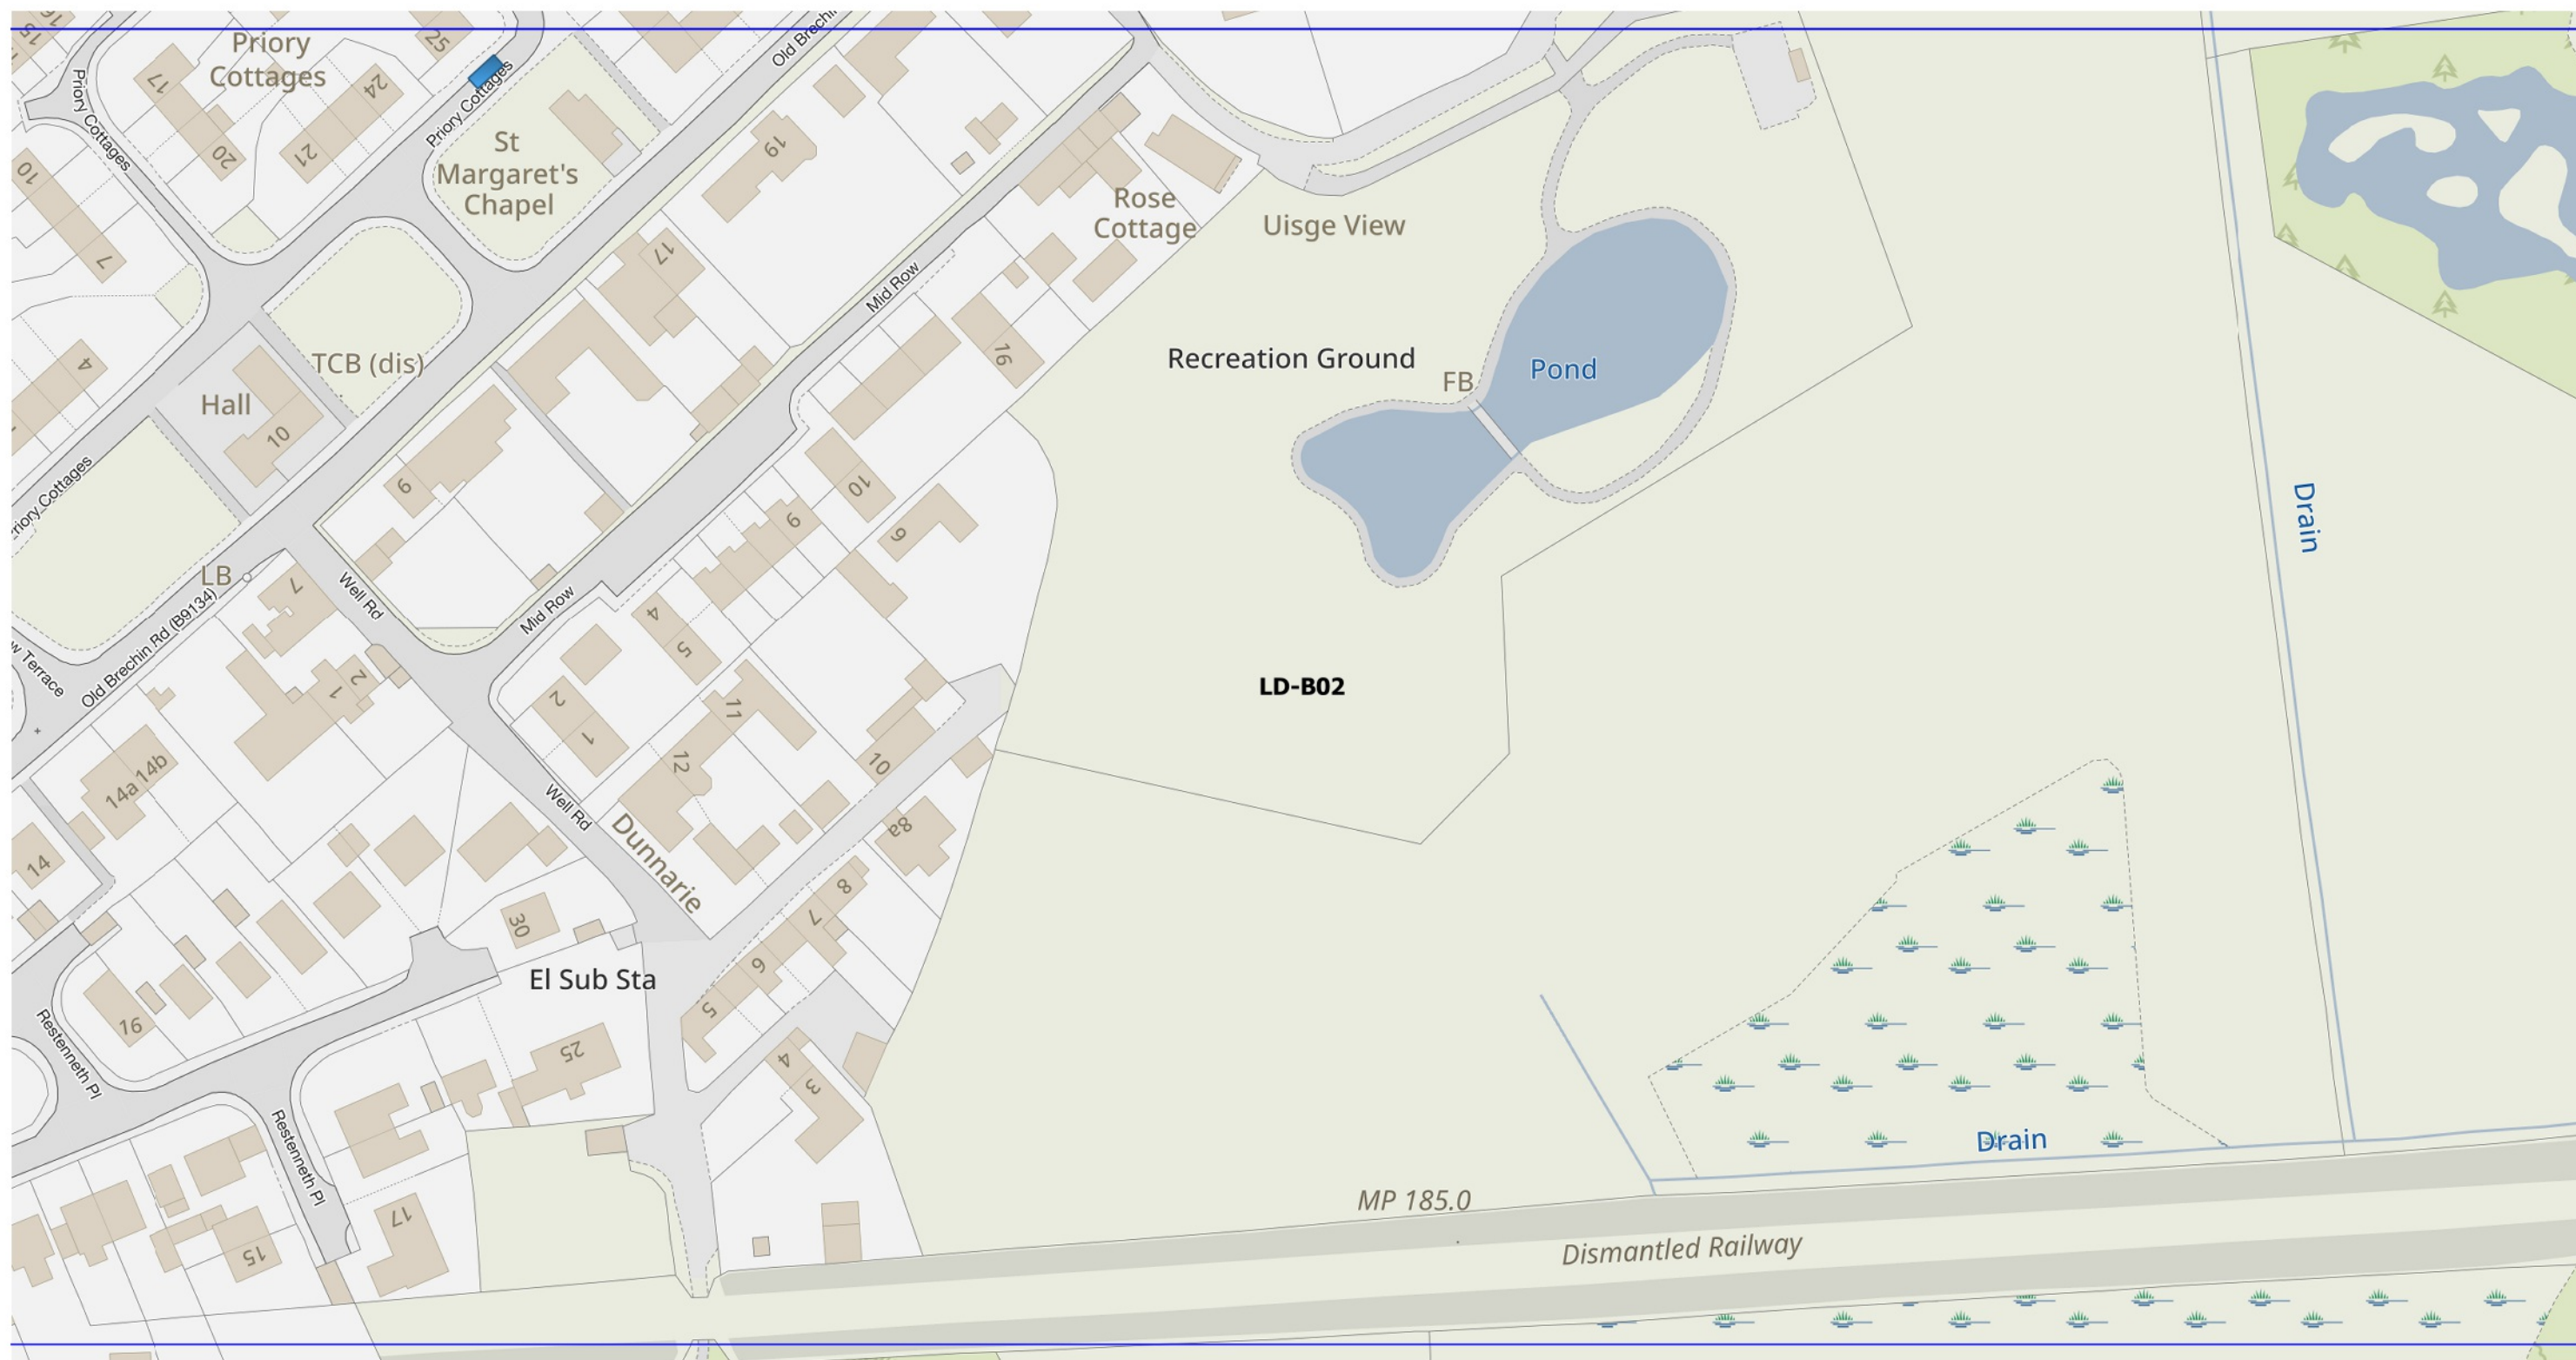 15
16
Priory
Cottages
25
Old Brechin
17
24
Priory Cottages
Priory Cottages
20
21
St
Margaret's
Chapel
19
10
7
Rose
Cottage
Uisge View
17
Mid Row
16
4
TCB (dis)
Hall
10
Recreation Ground
FB
Pond
9
10
Priory Cottages
6
9
Drain
LB
7
Well Rd
Mid Row
4
5
Old Brechin Rd (B9134)
w Terrace
2
1
2
1
11
12
10
LD-B02
14a
14b
14
Well Rd
Dunnarie
8a
8
7
6
5
30
El Sub Sta
16
Restenneth Pl
25
4
3
Restenneth Pl
Drain
17
15
MP 185.0
Dismantled Railway